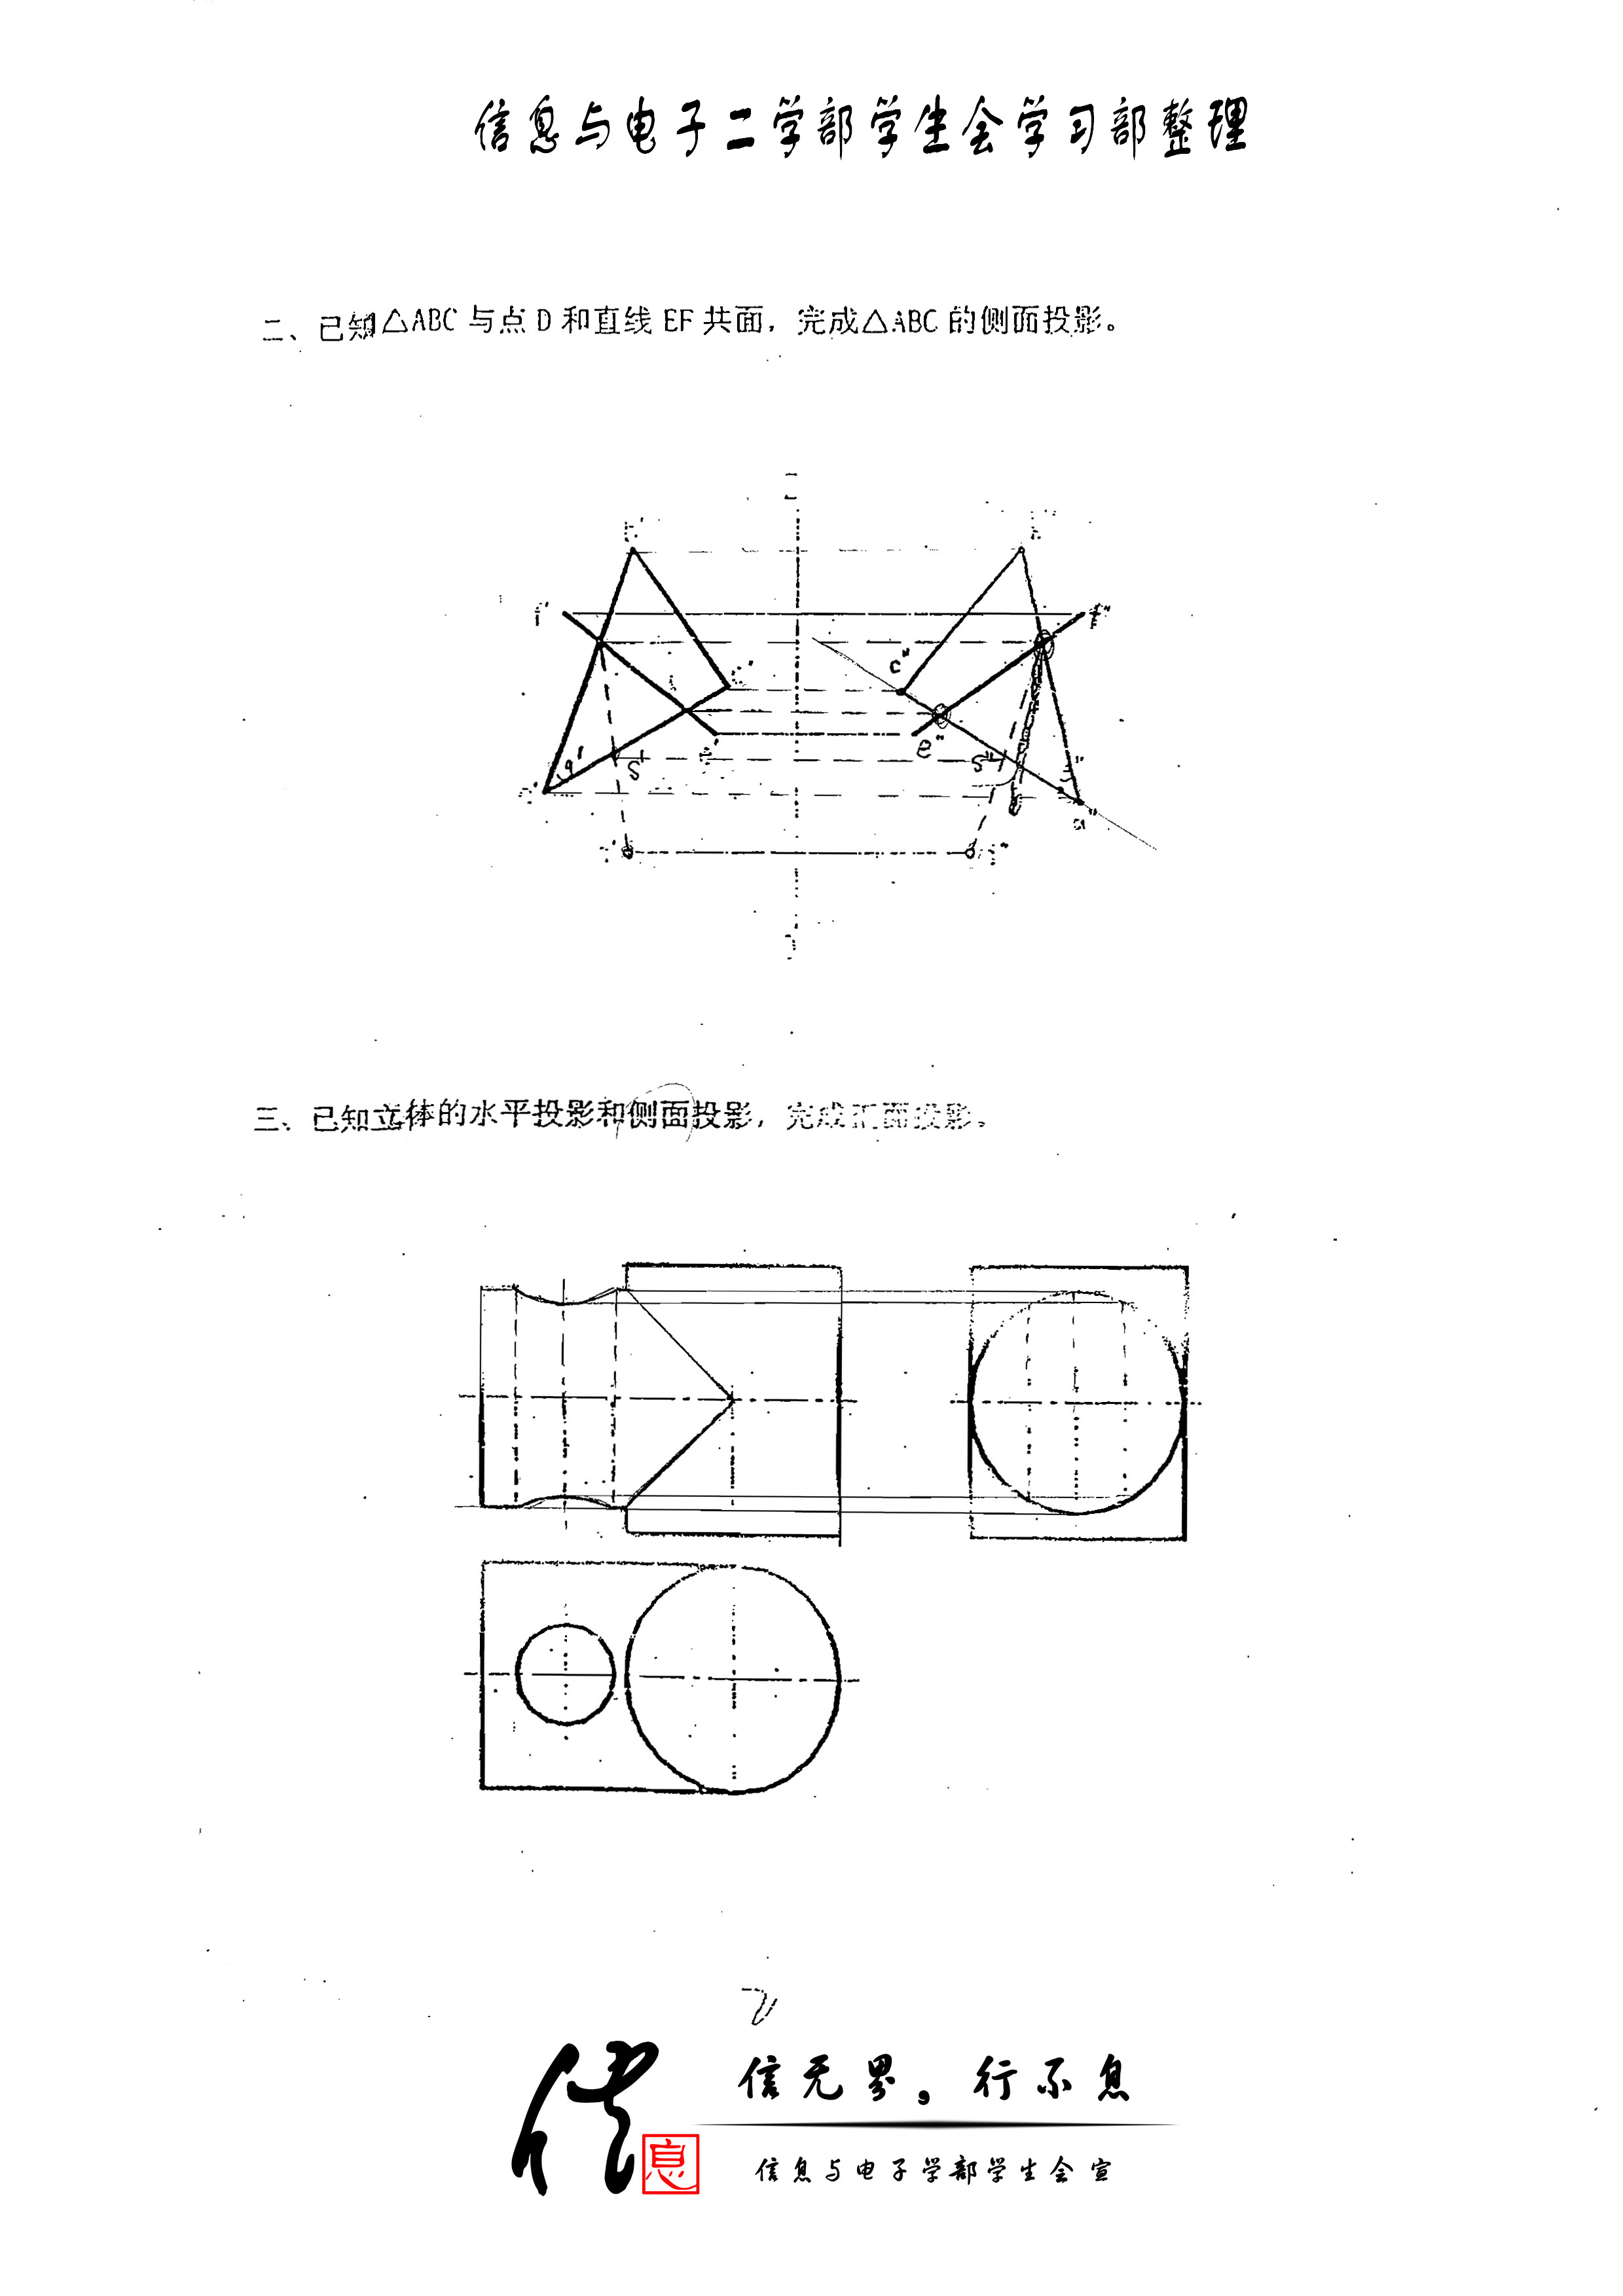 信息与电子二学部学生会学习部整理
二、已知△ABC 与点 D 和直线 EF 共面，完成△ABC 的侧面投影。
f' f"
c' c"
e' e"
s' s"
a' a"
三、已知立体的水平投影和侧面投影，完成正面投影。
2
信无界。行不息
息
信息与电子学部学生会宣